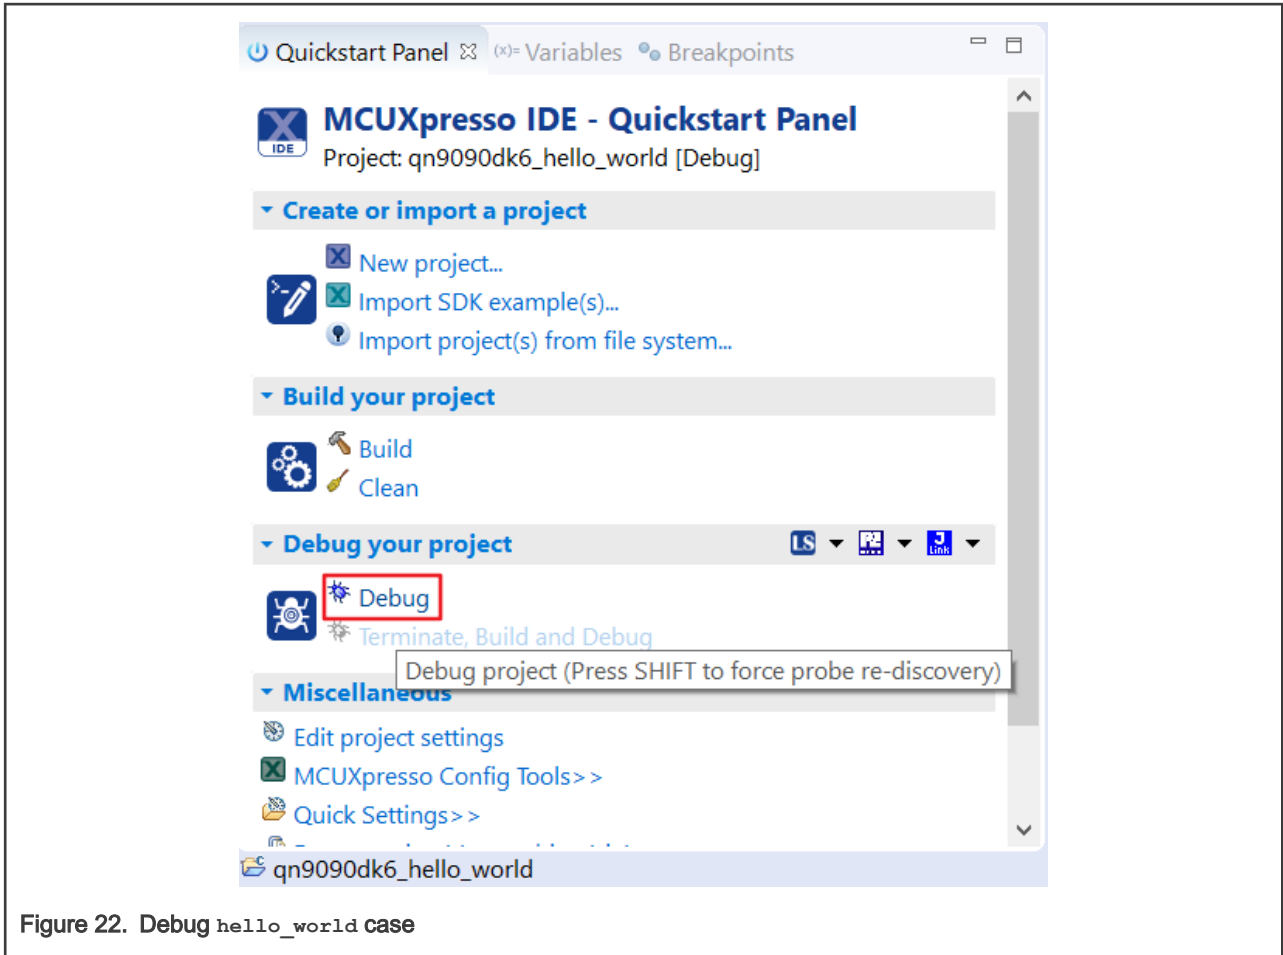 Quickstart Panel (x)= Variables Breakpoints
MCUXpresso IDE - Quickstart Panel
IDE
Project: qn9090dk6_hello_world [Debug]
Create or import a project
New project...
Import SDK example(s)...
Import project(s) from file system...
Build your project
Build
Clean
Debug your project LS PE J Link
Debug
Terminate, Build and Debug
Debug project (Press SHIFT to force probe re-discovery)
Miscellaneous
Edit project settings
MCUXpresso Config Tools>>
Quick Settings>>
qn9090dk6_hello_world
Figure 22. Debug hello_world case